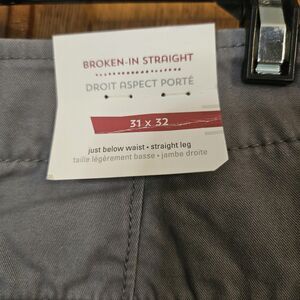 BROKEN-IN STRAIGHT
DROIT ASPECT PORTÉ
31 x 32
just below waist • straight leg
taille légèrement basse • jambe droite